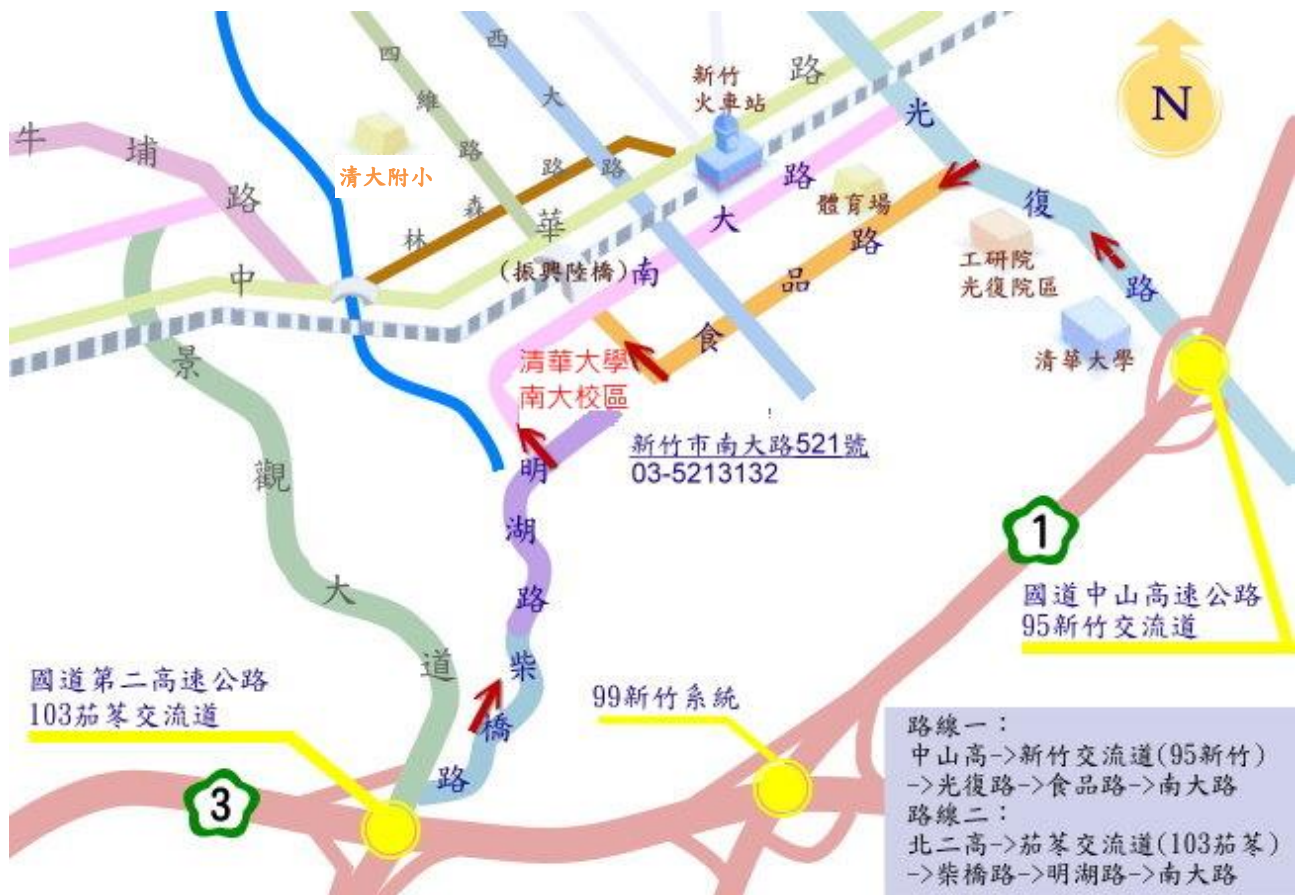 四維路
西大路
新竹
火車站
中華路
光復路
N
牛埔路
清大附小
林森路
南大路
體育場
食品路
工研院
光復院區
(振興陸橋)
清華大學
清華大學
南大校區
新竹市南大路521號
03-5213132
景觀大道
明湖路
1
國道中山高速公路
95新竹交流道
柴橋路
國道第二高速公路
103茄苳交流道
99新竹系統
3
路線一：
中山高->新竹交流道(95新竹)
->光復路->食品路->南大路
路線二：
北二高->茄苳交流道(103茄苳)
->柴橋路->明湖路->南大路